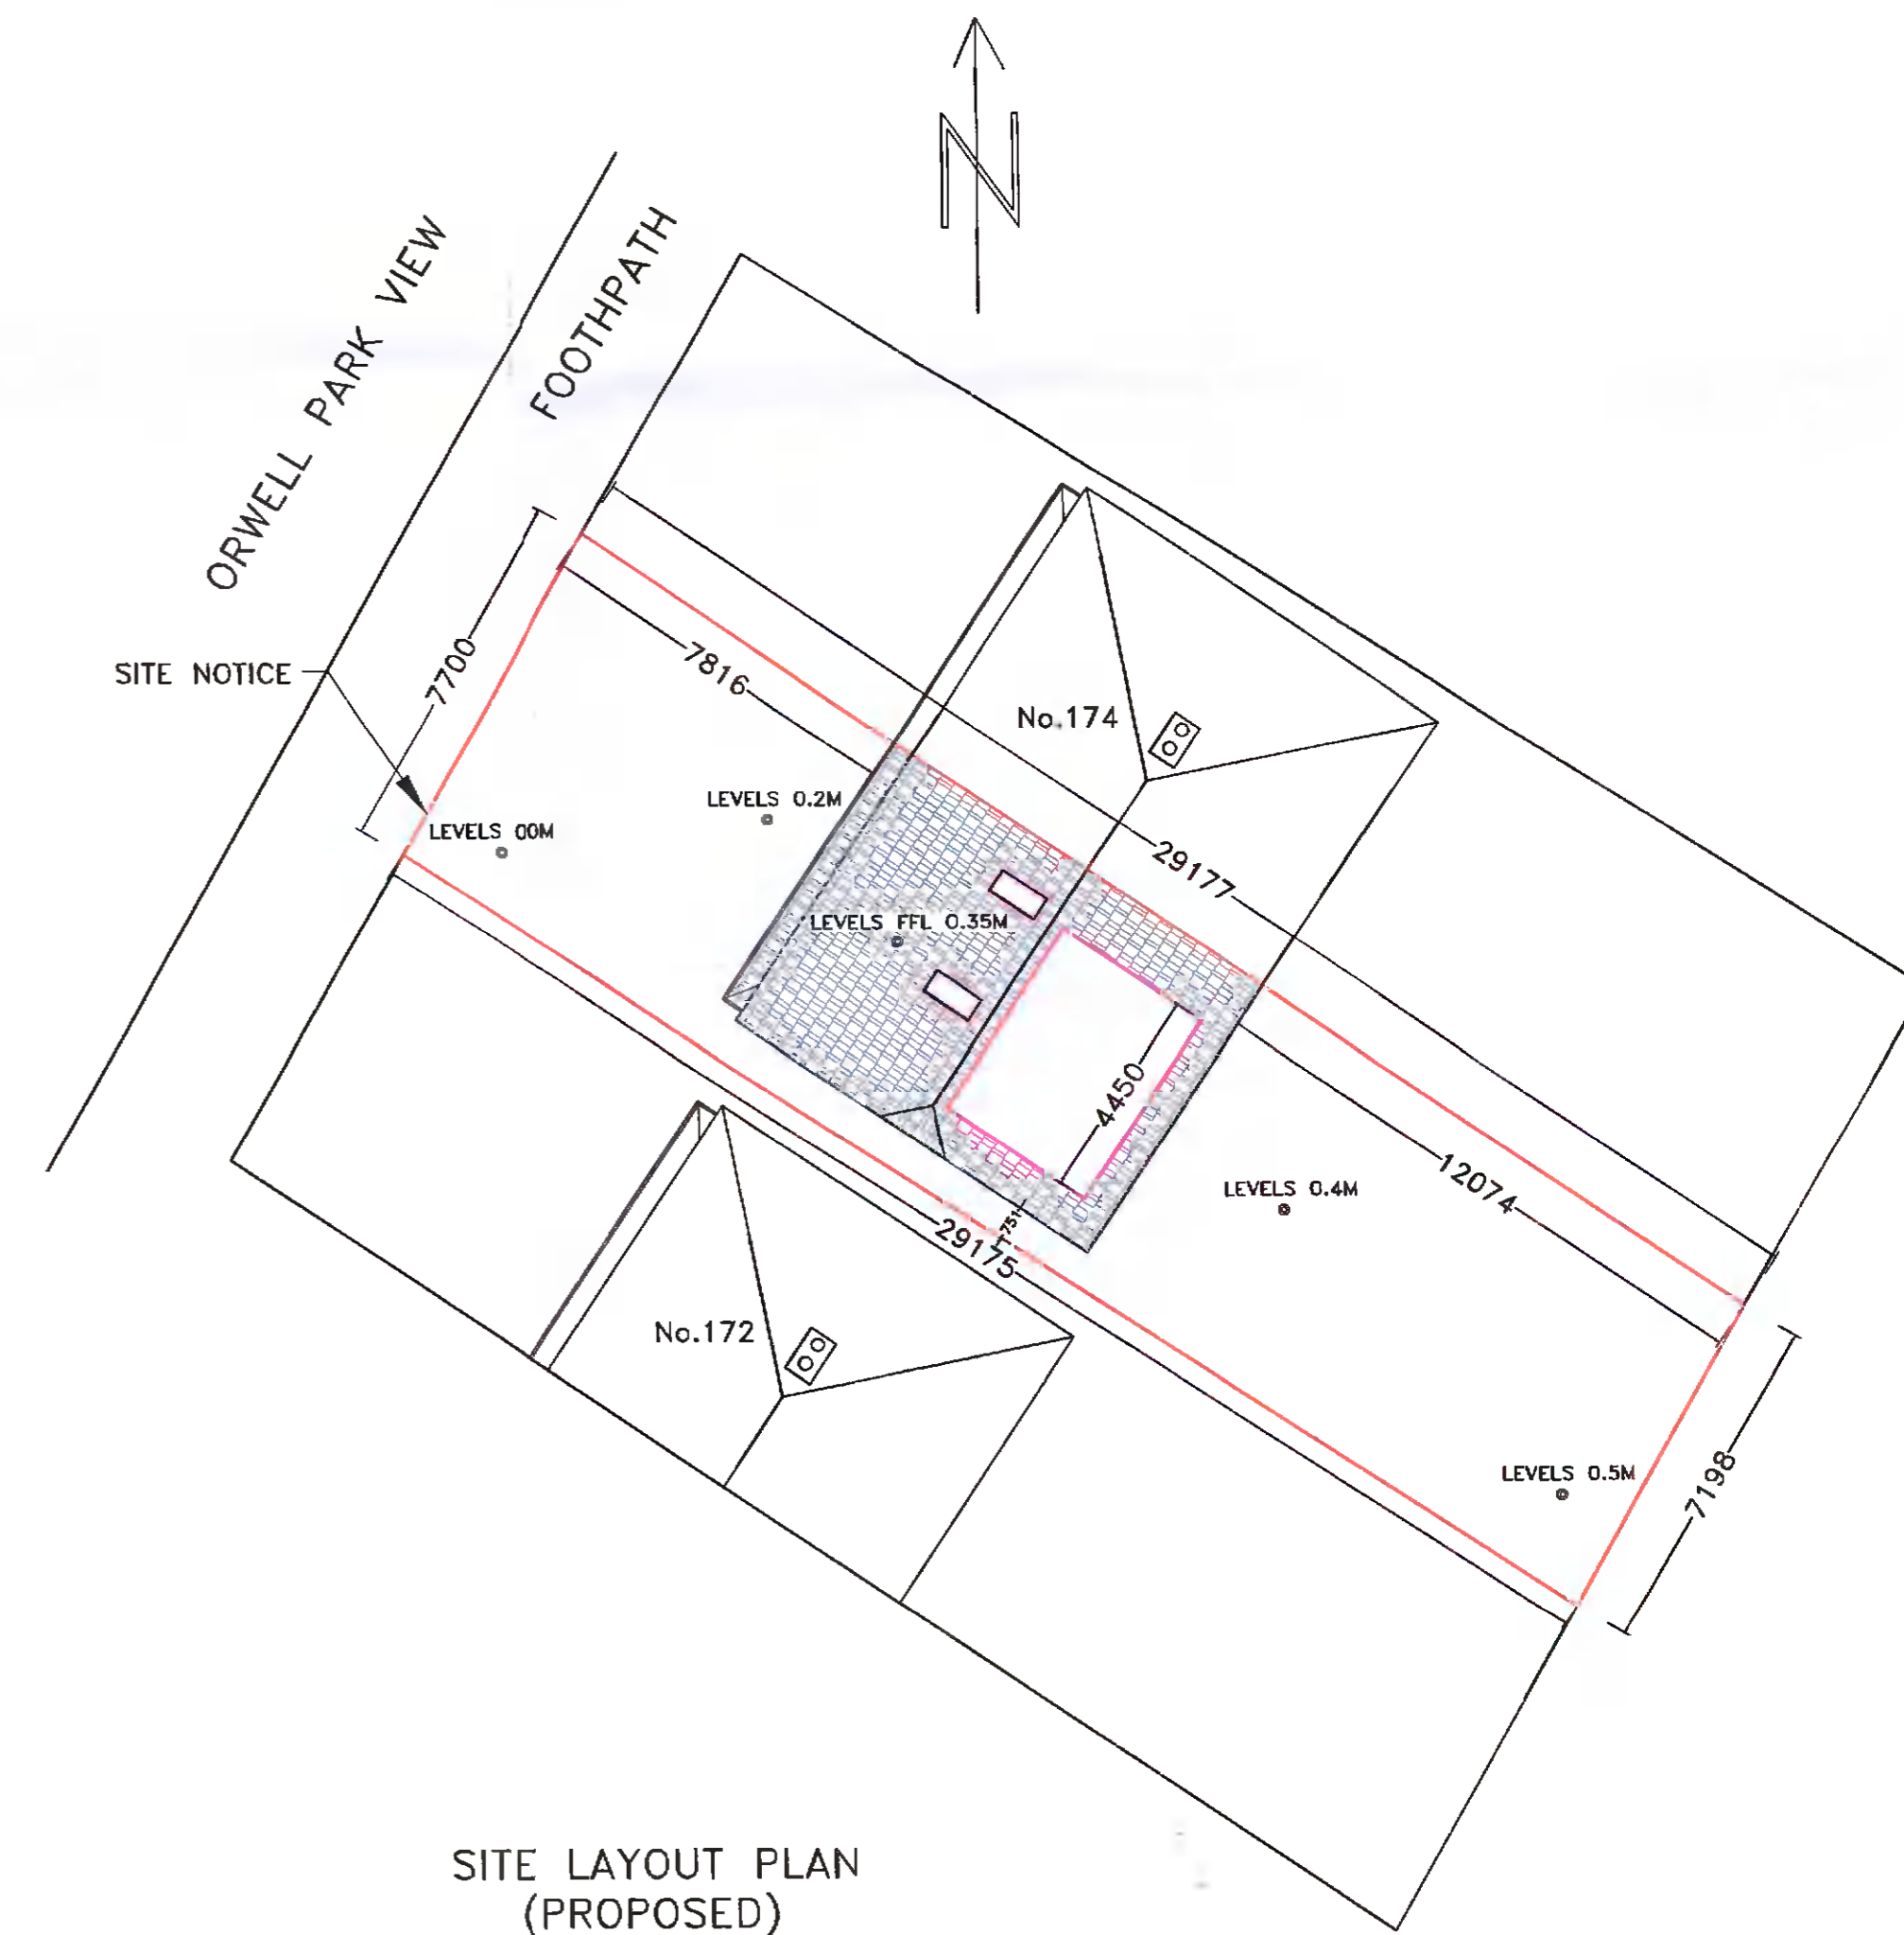 N
ORWELL PARK VIEW
FOOTHPATH
SITE NOTICE
7700
7816
No.174
LEVELS 0.2M
LEVELS 00M
29177
LEVELS FFL 0.35M
4450
12074
LEVELS 0.4M
751
29175
No.172
LEVELS 0.5M
7198
SITE LAYOUT PLAN
(PROPOSED)